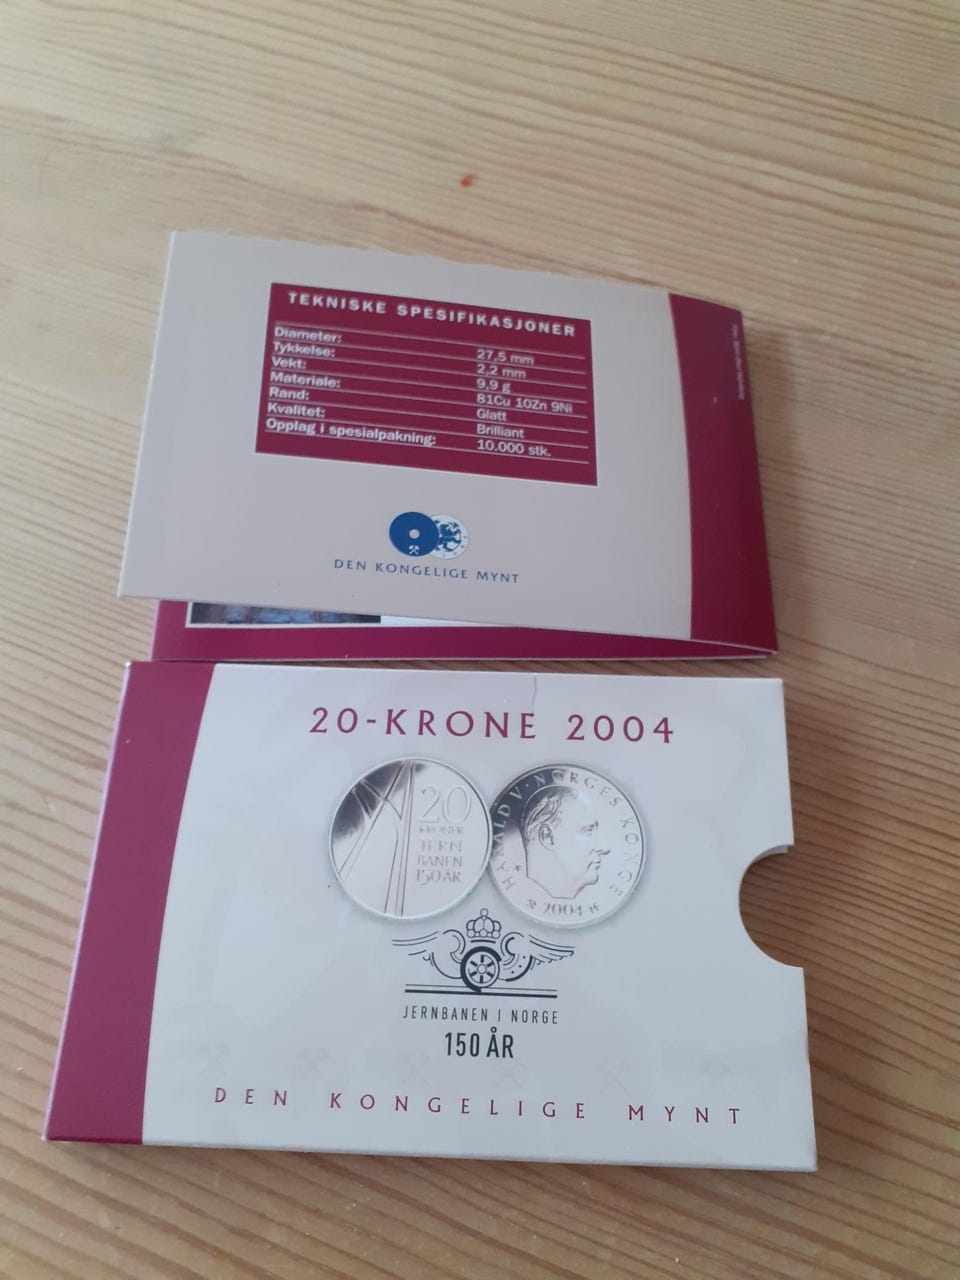 TEKNISKE SPESIFIKASJONER
Diameter: 27,5 mm
Tykkelse: 2,2 mm
Vekt: 9,9 g
Materiale: 81Cu 10Zn 9Ni
Rand: Glatt
Kvalitet: Brilliant
Opplag i spesialpakning: 10.000 stk.
DEN KONGELIGE MYNT
20-KRONE 2004
20
KRONER
JERN
BANEN
150 ÅR
HARALD V · NORGES KONGE
2004
JERNBANEN I NORGE
150 ÅR
DEN KONGELIGE MYNT